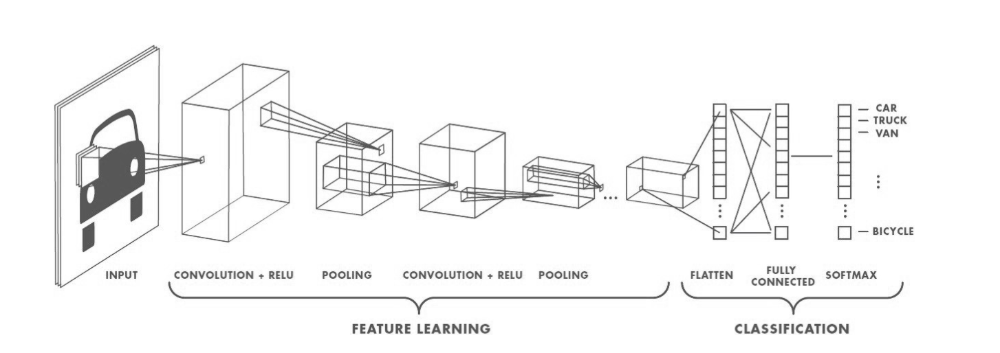 CAR
TRUCK
VAN
BICYCLE
INPUT
CONVOLUTION + RELU
POOLING
CONVOLUTION + RELU
POOLING
FLATTEN
FULLY
CONNECTED
SOFTMAX
FEATURE LEARNING
CLASSIFICATION